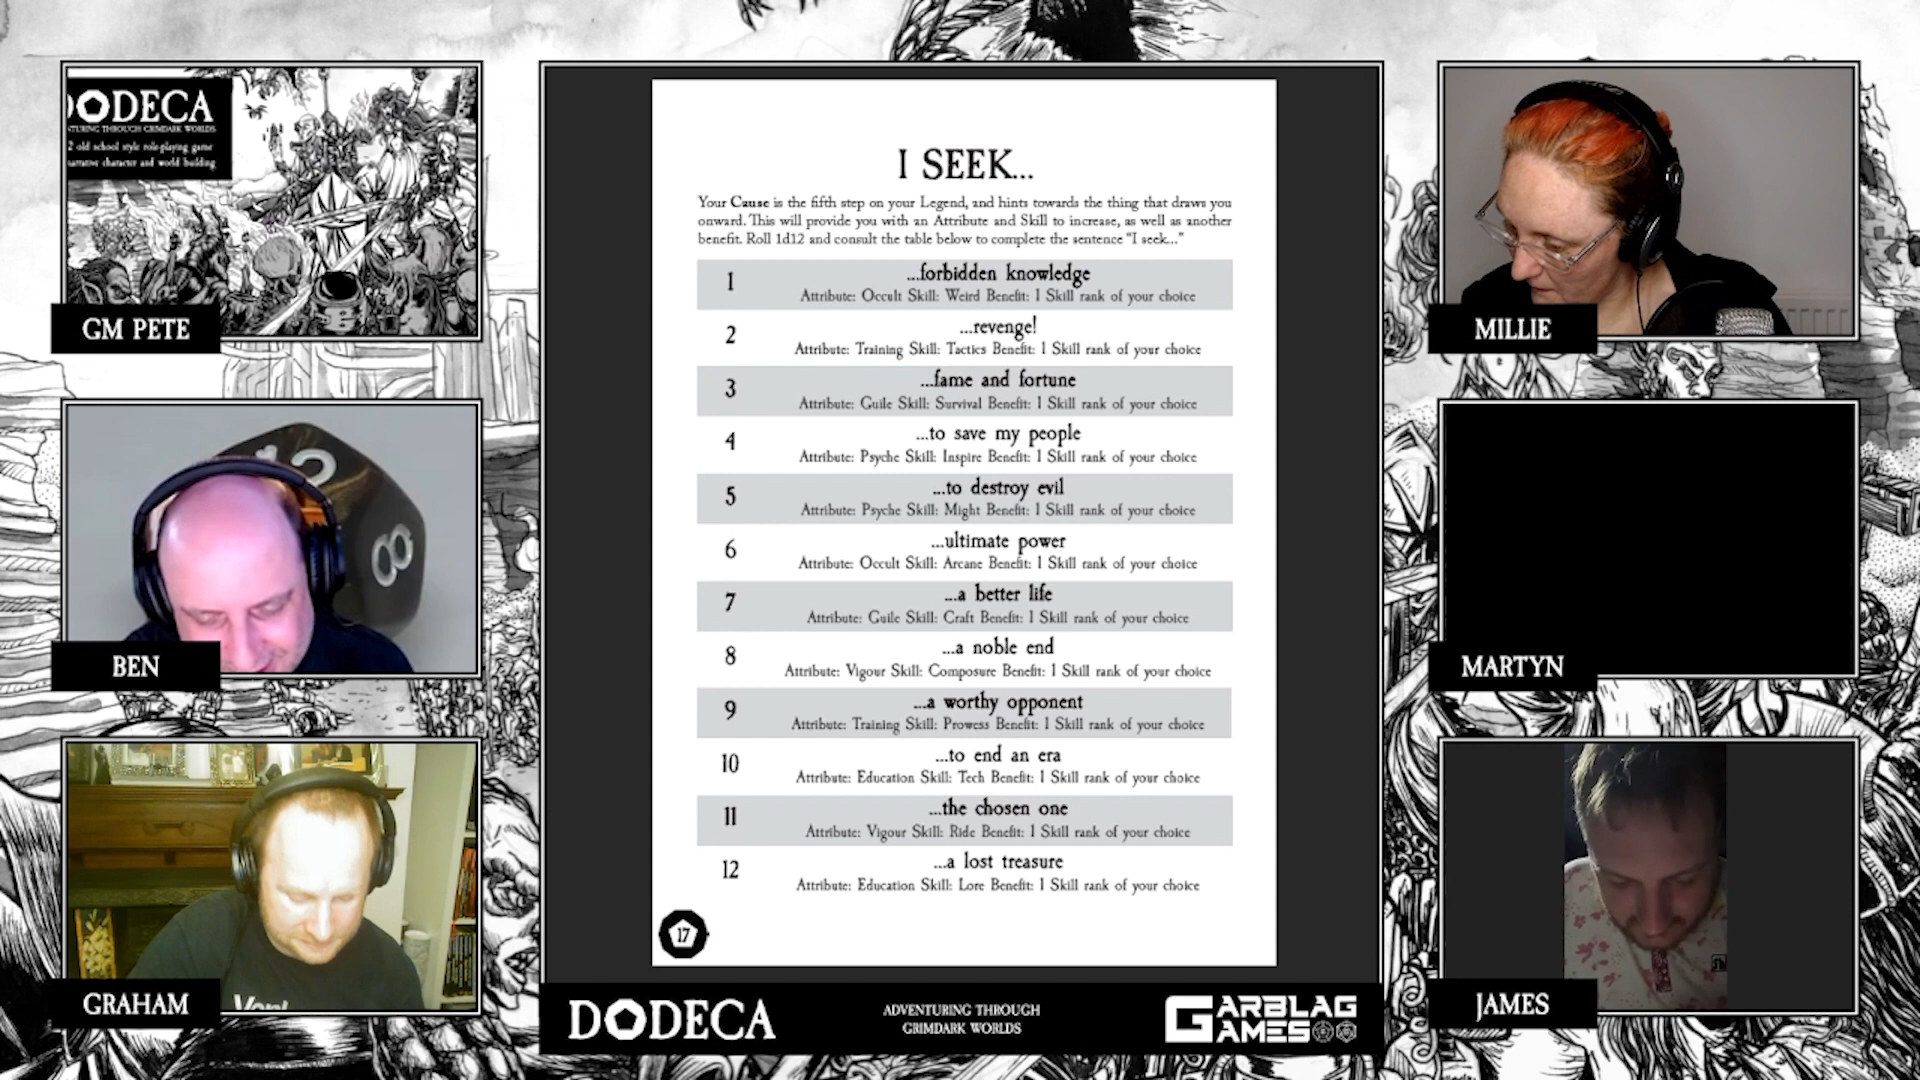 DODECA
2 old school style role-playing game
GM PETE
BEN
8
GRAHAM
I SEEK...
Your Cause is the fifth step on your Legend, and hints towards the thing that draws you
onward. This will provide you with an Attribute and Skill to increase, as well as another
benefit. Roll 1d12 and consult the table below to complete the sentence "I seek..."
1 ...forbidden knowledge
Attribute: Occult Skill: Weird Benefit: 1 Skill rank of your choice
2 ...revenge!
Attribute: Training Skill: Tactics Benefit: 1 Skill rank of your choice
3 ...fame and fortune
Attribute: Guile Skill: Survival Benefit: 1 Skill rank of your choice
4 ...to save my people
Attribute: Psyche Skill: Inspire Benefit: 1 Skill rank of your choice
5 ...to destroy evil
Attribute: Psyche Skill: Might Benefit: 1 Skill rank of your choice
6 ...ultimate power
Attribute: Occult Skill: Arcane Benefit: 1 Skill rank of your choice
7 ...a better life
Attribute: Guile Skill: Craft Benefit: 1 Skill rank of your choice
8 ...a noble end
Attribute: Vigour Skill: Composure Benefit: 1 Skill rank of your choice
9 ...a worthy opponent
Attribute: Training Skill: Prowess Benefit: 1 Skill rank of your choice
10 ...to end an era
Attribute: Education Skill: Tech Benefit: 1 Skill rank of your choice
11 ...the chosen one
Attribute: Vigour Skill: Ride Benefit: 1 Skill rank of your choice
12 ...a lost treasure
Attribute: Education Skill: Lore Benefit: 1 Skill rank of your choice
17
DODECA
ADVENTURING THROUGH
GRIMDARK WORLDS
GARBLAG
GAMES
MILLIE
MARTYN
JAMES